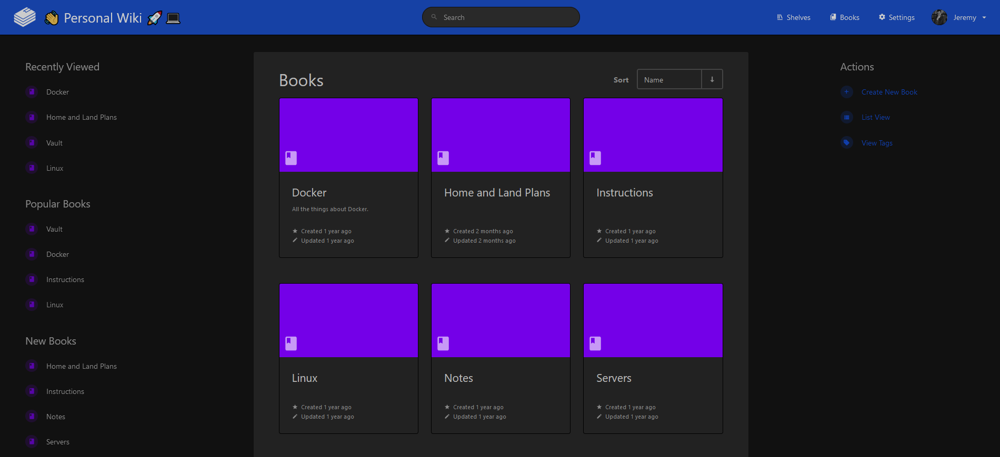 👋 Personal Wiki 🚀 💻
Search
Shelves
Books
Settings
Jeremy
Recently Viewed
Docker
Home and Land Plans
Vault
Linux
Popular Books
Vault
Docker
Instructions
Linux
New Books
Home and Land Plans
Instructions
Notes
Servers
Books
Sort
Name
Docker
All the things about Docker.
Created 1 year ago
Updated 1 year ago
Home and Land Plans
Created 2 months ago
Updated 2 months ago
Instructions
Created 1 year ago
Updated 1 year ago
Linux
Created 1 year ago
Updated 1 year ago
Notes
Created 1 year ago
Updated 1 year ago
Servers
Created 1 year ago
Updated 1 year ago
Actions
Create New Book
List View
View Tags